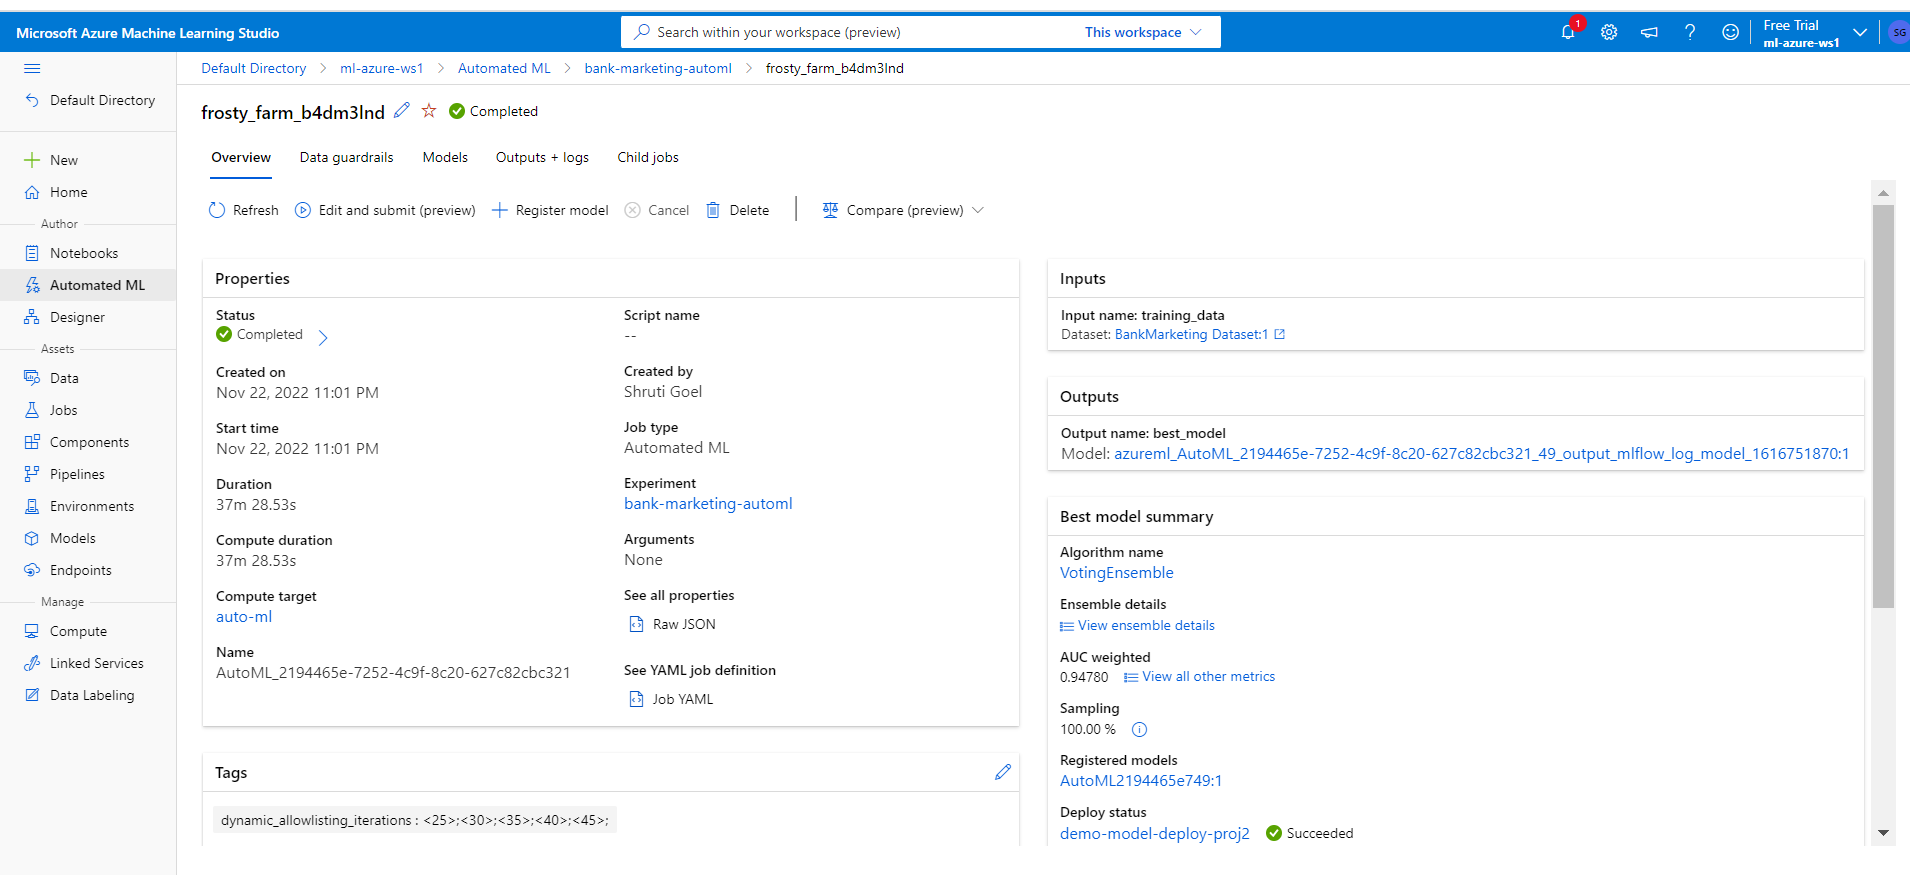 Microsoft Azure Machine Learning Studio
Search within your workspace (preview)
This workspace
1
Free Trial
ml-azure-ws1
SG
Default Directory
Default Directory > ml-azure-ws1 > Automated ML > bank-marketing-automl > frosty_farm_b4dm3lnd
frosty_farm_b4dm3lnd
Completed
Overview
Data guardrails
Models
Outputs + logs
Child jobs
Refresh
Edit and submit (preview)
Register model
Cancel
Delete
Compare (preview)
New
Home
Author
Notebooks
Automated ML
Designer
Assets
Data
Jobs
Components
Pipelines
Environments
Models
Endpoints
Manage
Compute
Linked Services
Data Labeling
Properties
Status
Completed
Created on
Nov 22, 2022 11:01 PM
Start time
Nov 22, 2022 11:01 PM
Duration
37m 28.53s
Compute duration
37m 28.53s
Compute target
auto-ml
Name
AutoML_2194465e-7252-4c9f-8c20-627c82cbc321
Script name
--
Created by
Shruti Goel
Job type
Automated ML
Experiment
bank-marketing-automl
Arguments
None
See all properties
Raw JSON
See YAML job definition
Job YAML
Tags
dynamic_allowlisting_iterations : <25>;<30>;<35>;<40>;<45>;
Inputs
Input name: training_data
Dataset: BankMarketing Dataset:1
Outputs
Output name: best_model
Model: azureml_AutoML_2194465e-7252-4c9f-8c20-627c82cbc321_49_output_mlflow_log_model_1616751870:1
Best model summary
Algorithm name
VotingEnsemble
Ensemble details
View ensemble details
AUC weighted
0.94780
View all other metrics
Sampling
100.00 %
Registered models
AutoML2194465e749:1
Deploy status
demo-model-deploy-proj2
Succeeded